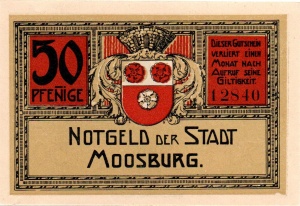 50
PFENIGE
DIESER GUTSCHEIN
VERLIERT EINEN
MONAT NACH
AUFRUF SEINE
GILTIGKEIT
12840
NOTGELD DER STADT
MOOSBURG.